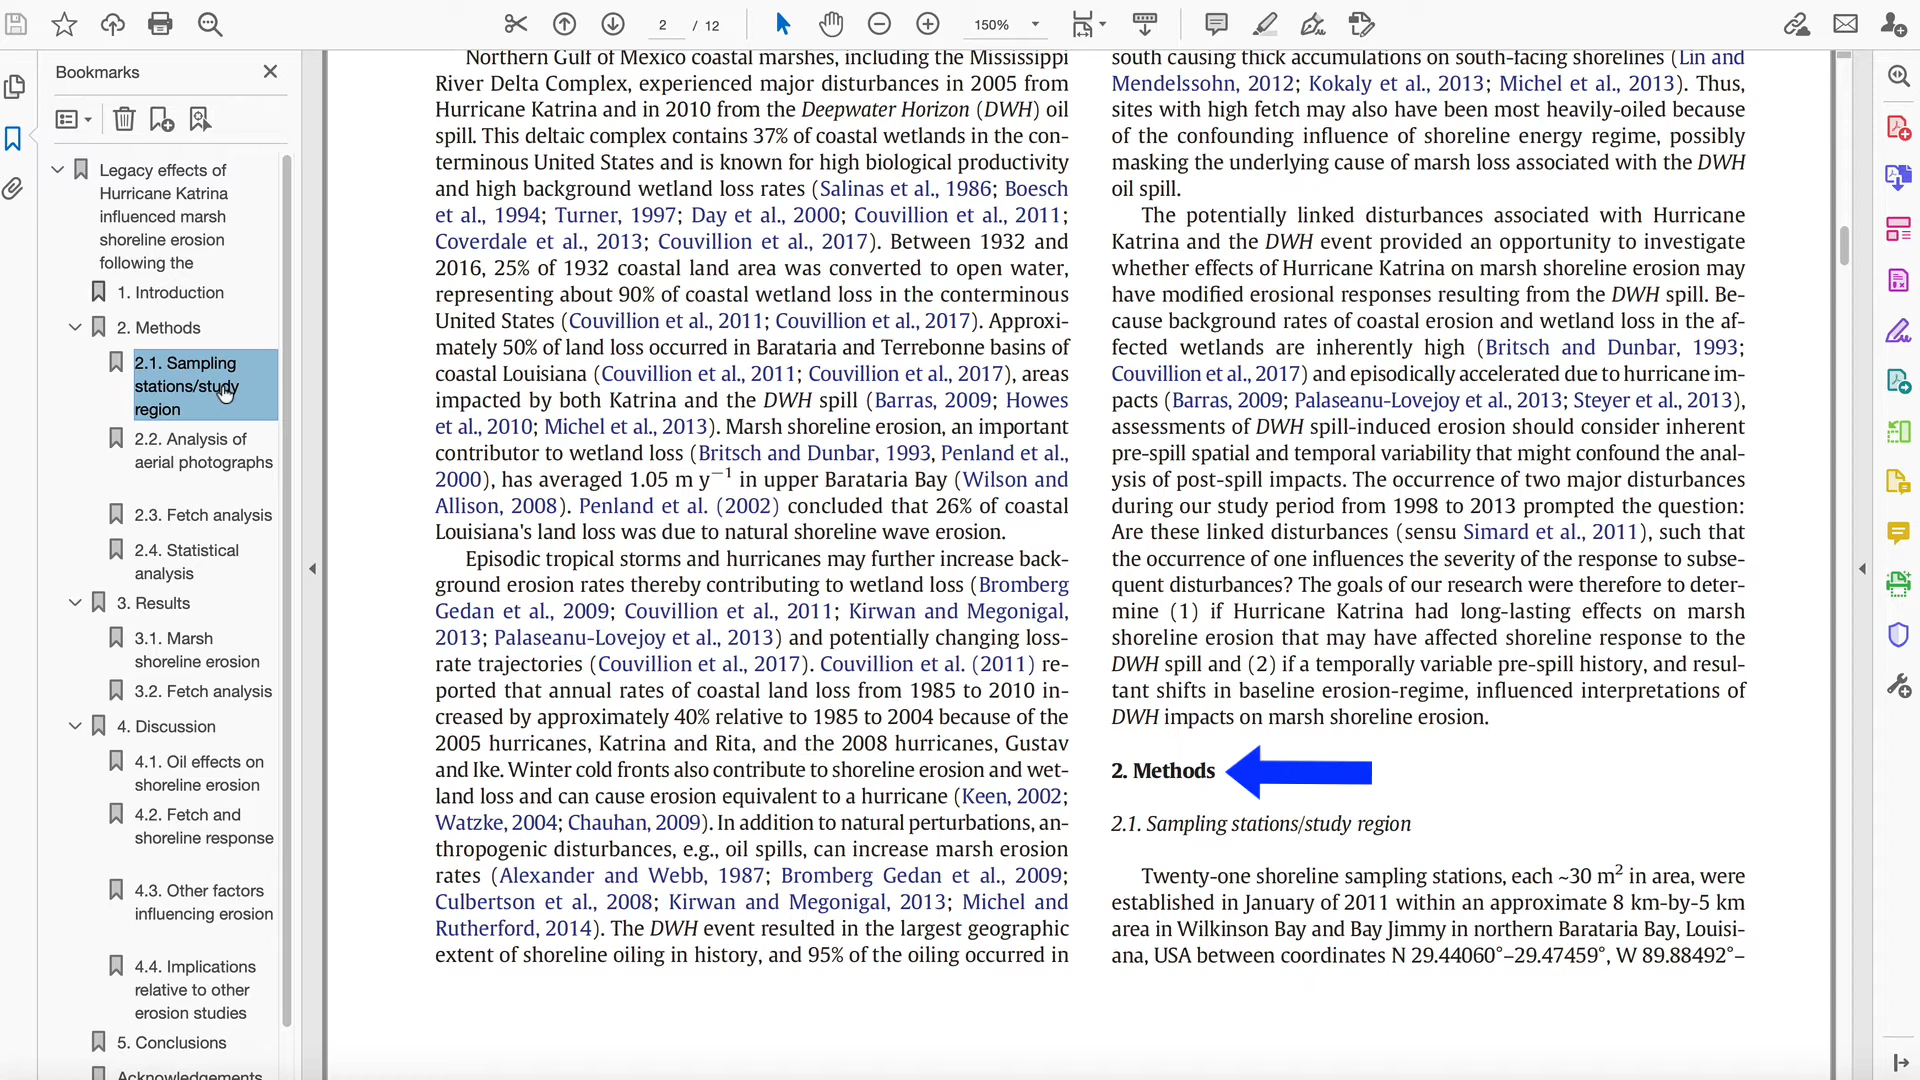 2 / 12
150%
Bookmarks
Legacy effects of
Hurricane Katrina
influenced marsh
shoreline erosion
following the
1. Introduction
2. Methods
2.1. Sampling
stations/study
region
2.2. Analysis of
aerial photographs
2.3. Fetch analysis
2.4. Statistical
analysis
3. Results
3.1. Marsh
shoreline erosion
3.2. Fetch analysis
4. Discussion
4.1. Oil effects on
shoreline erosion
4.2. Fetch and
shoreline response
4.3. Other factors
influencing erosion
4.4. Implications
relative to other
erosion studies
5. Conclusions
Acknowledgements
Northern Gulf of Mexico coastal marshes, including the Mississippi
River Delta Complex, experienced major disturbances in 2005 from
Hurricane Katrina and in 2010 from the Deepwater Horizon (DWH) oil
spill. This deltaic complex contains 37% of coastal wetlands in the con-
terminous United States and is known for high biological productivity
and high background wetland loss rates (Salinas et al., 1986; Boesch
et al., 1994; Turner, 1997; Day et al., 2000; Couvillion et al., 2011;
Coverdale et al., 2013; Couvillion et al., 2017). Between 1932 and
2016, 25% of 1932 coastal land area was converted to open water,
representing about 90% of coastal wetland loss in the conterminous
United States (Couvillion et al., 2011; Couvillion et al., 2017). Approxi-
mately 50% of land loss occurred in Barataria and Terrebonne basins of
coastal Louisiana (Couvillion et al., 2011; Couvillion et al., 2017), areas
impacted by both Katrina and the DWH spill (Barras, 2009; Howes
et al., 2010; Michel et al., 2013). Marsh shoreline erosion, an important
contributor to wetland loss (Britsch and Dunbar, 1993, Penland et al.,
2000), has averaged 1.05 m y⁻¹ in upper Barataria Bay (Wilson and
Allison, 2008). Penland et al. (2002) concluded that 26% of coastal
Louisiana's land loss was due to natural shoreline wave erosion.
Episodic tropical storms and hurricanes may further increase back-
ground erosion rates thereby contributing to wetland loss (Bromberg
Gedan et al., 2009; Couvillion et al., 2011; Kirwan and Megonigal,
2013; Palaseanu-Lovejoy et al., 2013) and potentially changing loss-
rate trajectories (Couvillion et al., 2017). Couvillion et al. (2011) re-
ported that annual rates of coastal land loss from 1985 to 2010 in-
creased by approximately 40% relative to 1985 to 2004 because of the
2005 hurricanes, Katrina and Rita, and the 2008 hurricanes, Gustav
and Ike. Winter cold fronts also contribute to shoreline erosion and wet-
land loss and can cause erosion equivalent to a hurricane (Keen, 2002;
Watzke, 2004; Chauhan, 2009). In addition to natural perturbations, an-
thropogenic disturbances, e.g., oil spills, can increase marsh erosion
rates (Alexander and Webb, 1987; Bromberg Gedan et al., 2009;
Culbertson et al., 2008; Kirwan and Megonigal, 2013; Michel and
Rutherford, 2014). The DWH event resulted in the largest geographic
extent of shoreline oiling in history, and 95% of the oiling occurred in
south causing thick accumulations on south-facing shorelines (Lin and
Mendelssohn, 2012; Kokaly et al., 2013; Michel et al., 2013). Thus,
sites with high fetch may also have been most heavily-oiled because
of the confounding influence of shoreline energy regime, possibly
masking the underlying cause of marsh loss associated with the DWH
oil spill.
The potentially linked disturbances associated with Hurricane
Katrina and the DWH event provided an opportunity to investigate
whether effects of Hurricane Katrina on marsh shoreline erosion may
have modified erosional responses resulting from the DWH spill. Be-
cause background rates of coastal erosion and wetland loss in the af-
fected wetlands are inherently high (Britsch and Dunbar, 1993;
Couvillion et al., 2017) and episodically accelerated due to hurricane im-
pacts (Barras, 2009; Palaseanu-Lovejoy et al., 2013; Steyer et al., 2013),
assessments of DWH spill-induced erosion should consider inherent
pre-spill spatial and temporal variability that might confound the anal-
ysis of post-spill impacts. The occurrence of two major disturbances
during our study period from 1998 to 2013 prompted the question:
Are these linked disturbances (sensu Simard et al., 2011), such that
the occurrence of one influences the severity of the response to subse-
quent disturbances? The goals of our research were therefore to deter-
mine (1) if Hurricane Katrina had long-lasting effects on marsh
shoreline erosion that may have affected shoreline response to the
DWH spill and (2) if a temporally variable pre-spill history, and resul-
tant shifts in baseline erosion-regime, influenced interpretations of
DWH impacts on marsh shoreline erosion.
2. Methods
2.1. Sampling stations/study region
Twenty-one shoreline sampling stations, each ~30 m² in area, were
established in January of 2011 within an approximate 8 km-by-5 km
area in Wilkinson Bay and Bay Jimmy in northern Barataria Bay, Louisi-
ana, USA between coordinates N 29.44060°–29.47459°, W 89.88492°–